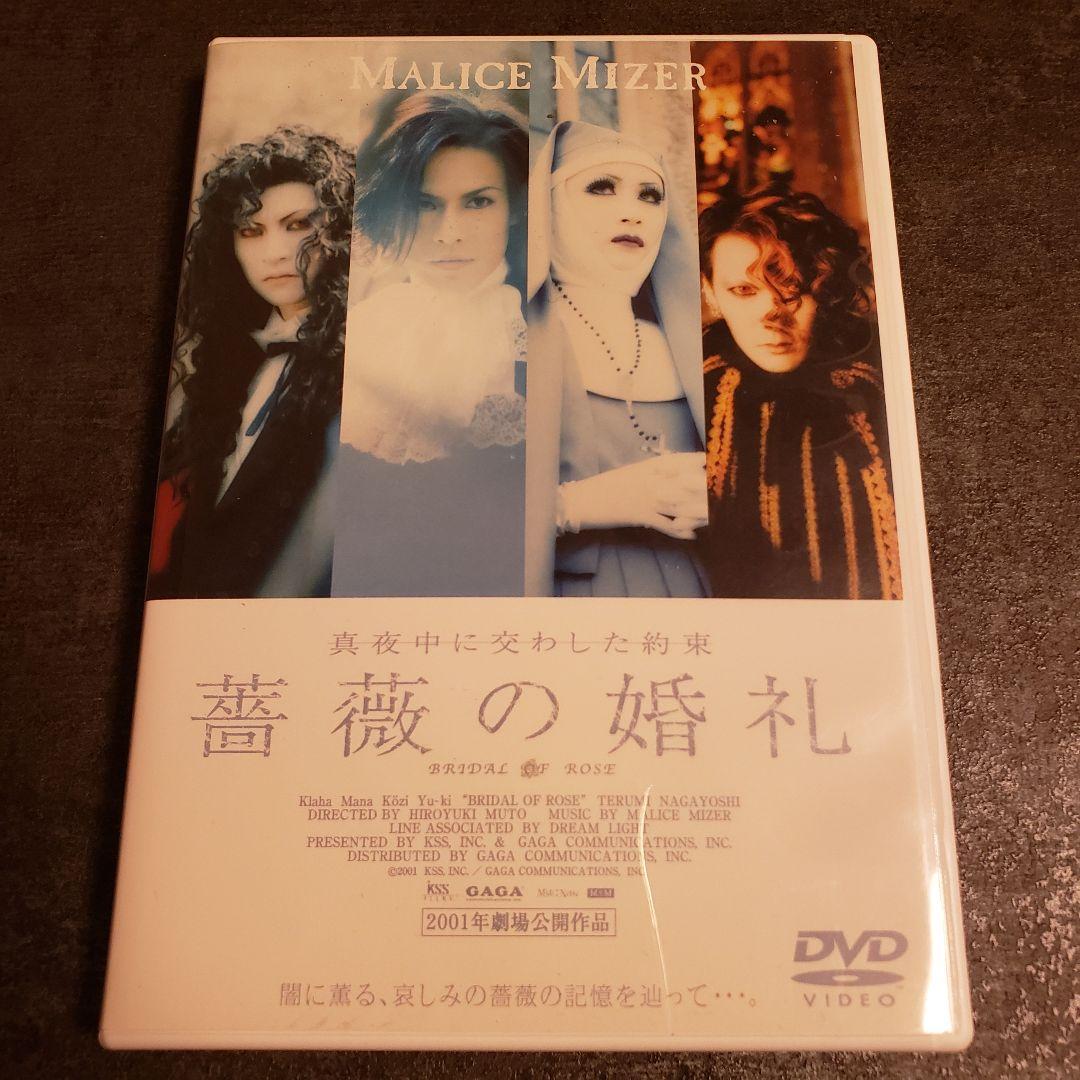 MALICE MIZER
真夜中に交わした約束
薔薇の婚礼
BRIDAL OF ROSE
Klaha Mana Közi Yu-ki "BRIDAL OF ROSE" TERUMI NAGAYOSHI
DIRECTED BY HIROYUKI MUTO MUSIC BY MALICE MIZER
LINE ASSOCIATED BY DREAM LIGHT
PRESENTED BY KSS, INC. & GAGA COMMUNICATIONS, INC.
DISTRIBUTED BY GAGA COMMUNICATIONS, INC.
©2001 KSS, INC. / GAGA COMMUNICATIONS, INC.
KSS GAGA
2001年劇場公開作品
DVD
VIDEO
闇に薫る、哀しみの薔薇の記憶を辿って…。